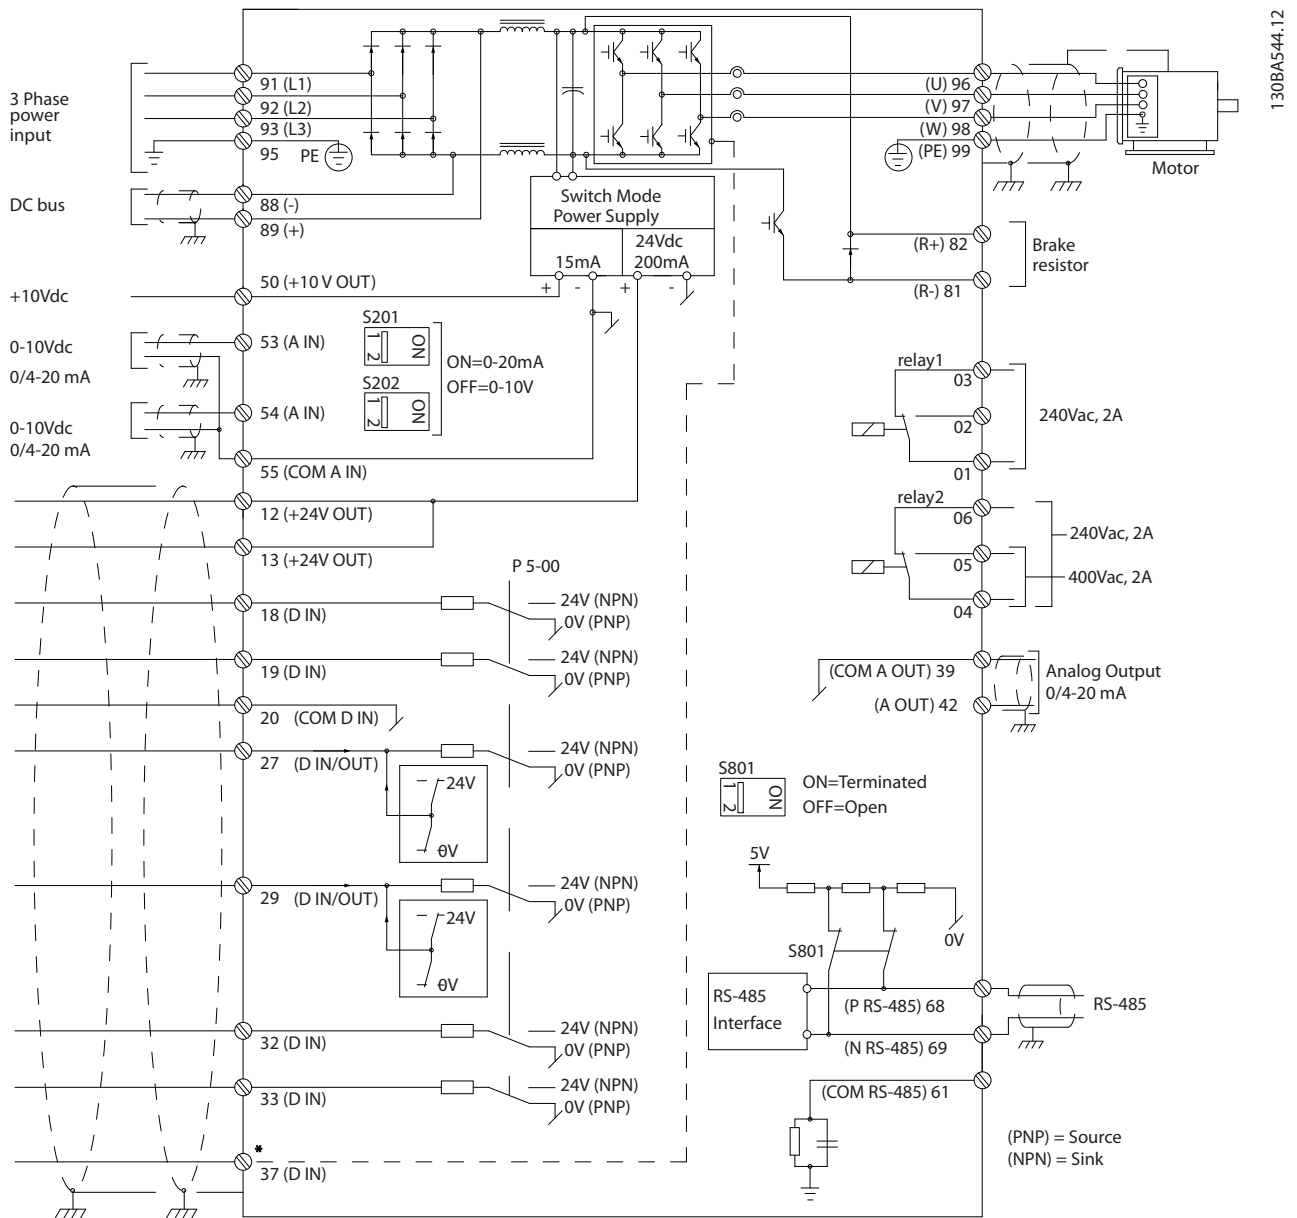 130BA544.12
3 Phase
power
input
91 (L1)
92 (L2)
93 (L3)
95 PE
(U) 96
(V) 97
(W) 98
(PE) 99
Motor
DC bus
88 (-)
89 (+)
Switch Mode
Power Supply
24Vdc
15mA 200mA
+ - + -
(R+) 82
(R-) 81
Brake
resistor
+10Vdc
50 (+10 V OUT)
S201
1 2 ON
S202
1 2 ON
ON=0-20mA
OFF=0-10V
0-10Vdc
0/4-20 mA
53 (A IN)
0-10Vdc
0/4-20 mA
54 (A IN)
55 (COM A IN)
12 (+24V OUT)
13 (+24V OUT)
relay1
03
02
01
240Vac, 2A
relay2
06
05
04
240Vac, 2A
400Vac, 2A
P 5-00
18 (D IN)
24V (NPN)
0V (PNP)
19 (D IN)
24V (NPN)
0V (PNP)
20 (COM D IN)
27 (D IN/OUT)
24V (NPN)
0V (PNP)
24V
0V
29 (D IN/OUT)
24V (NPN)
0V (PNP)
24V
0V
32 (D IN)
24V (NPN)
0V (PNP)
33 (D IN)
24V (NPN)
0V (PNP)
*
37 (D IN)
(COM A OUT) 39
(A OUT) 42
Analog Output
0/4-20 mA
S801
1 2 ON
ON=Terminated
OFF=Open
5V
0V
S801
RS-485
Interface
(P RS-485) 68
(N RS-485) 69
(COM RS-485) 61
RS-485
(PNP) = Source
(NPN) = Sink